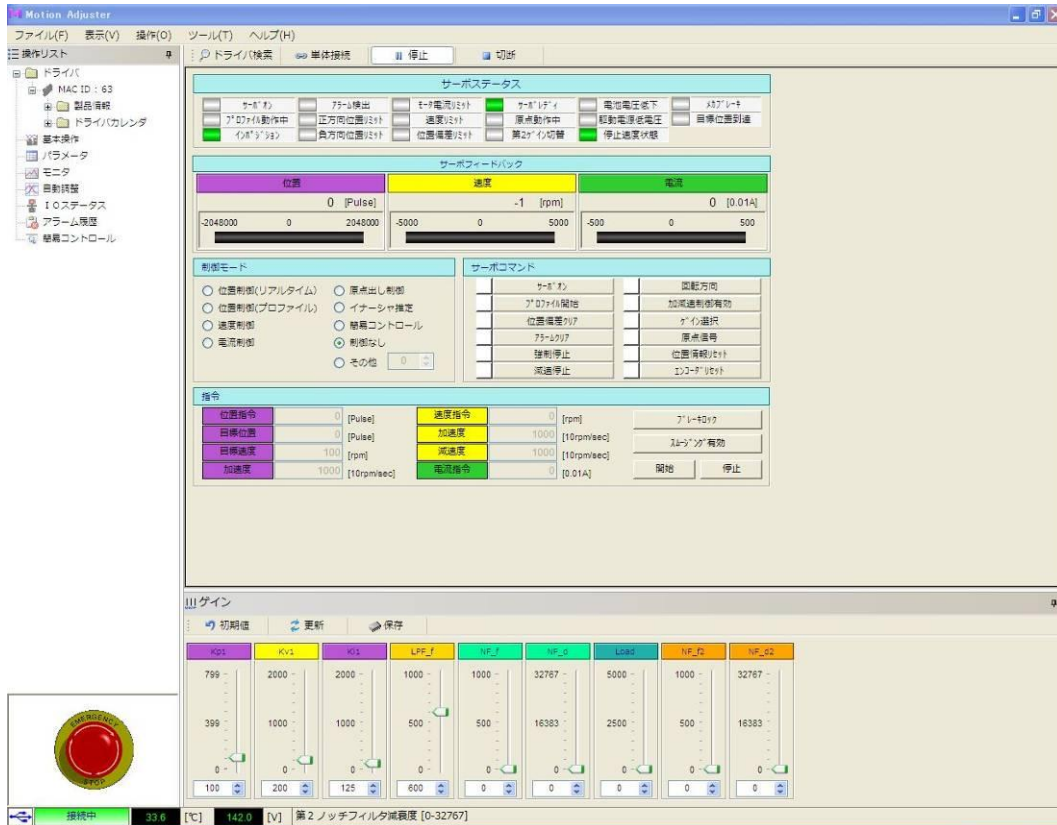 Motion Adjuster
ファイル(F) 表示(V) 操作(O) ツール(T) ヘルプ(H)
操作リスト
ドライバ検索 単体接続 停止 切断
ドライバ
MAC ID : 63
製品情報
ドライバカレンダ
基本操作
パラメータ
モニタ
自動調整
IOステータス
アラーム履歴
簡易コントロール
サーボステータス
サーボオン アラーム検出 モータ電流リミット サーボレディ 電池電圧低下 メカブレーキ
プロファイル動作中 正方向位置リミット 速度リミット 原点動作中 駆動電源低電圧 目標位置到達
インポジション 負方向位置リミット 位置偏差リミット 第2ゲイン切替 停止速度状態
サーボフィードバック
位置 速度 電流
0 [Pulse] -1 [rpm] 0 [0.01A]
-2048000 0 2048000 -5000 0 5000 -500 0 500
制御モード
位置制御(リアルタイム) 原点出し制御
位置制御(プロファイル) イナーシャ推定
速度制御 簡易コントロール
電流制御 制御なし
その他 0
サーボコマンド
サーボオン 回転方向
プロファイル開始 加減速制御有効
位置偏差クリア ゲイン選択
アラームクリア 原点信号
強制停止 位置情報リセット
減速停止 エンコーダリセット
指令
位置指令 0 [Pulse] 速度指令 0 [rpm] ブレーキロック
目標位置 0 [Pulse] 加速度 1000 [10rpm/sec]
目標速度 100 [rpm] 減速度 1000 [10rpm/sec] スムージング有効
加速度 1000 [10rpm/sec] 電流指令 0 [0.01A] 開始 停止
ゲイン
初期値 更新 保存
Kp1 Kv1 Ki1 LPF_f NF_f NF_d Load NF_f2 NF_d2
799 2000 2000 1000 1000 32767 5000 1000 32767
399 1000 1000 500 500 16383 2500 500 16383
0 0 0 0 0 0 0 0 0
100 200 125 600 0 0 0 0 0
EMERGENCY
STOP
接続中 33.6 [℃] 142.0 [V] 第2ノッチフィルタ減衰度 [0-32767]